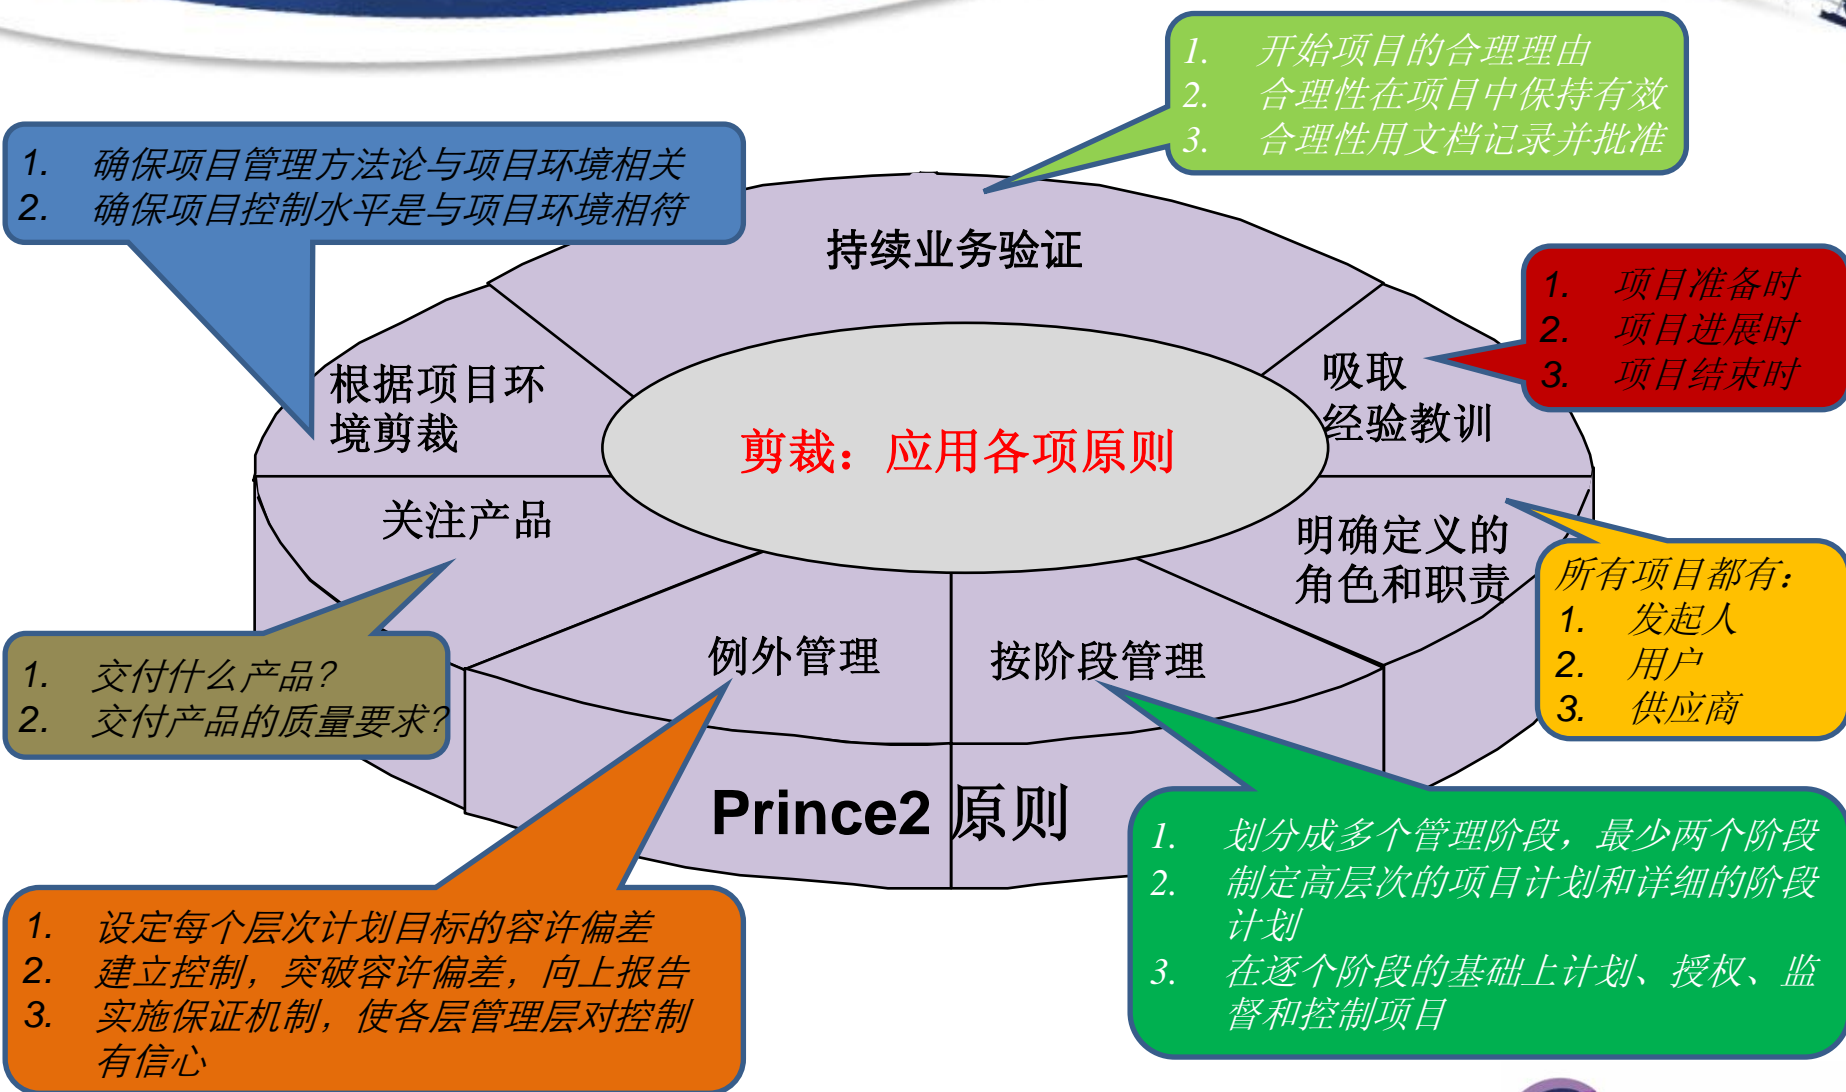 1. 开始项目的合理理由
2. 合理性在项目中保持有效
3. 合理性用文档记录并批准
1. 确保项目管理方法论与项目环境相关
2. 确保项目控制水平是与项目环境相符
持续业务验证
1. 项目准备时
2. 项目进展时
3. 项目结束时
根据项目环
境剪裁
吸取
经验教训
剪裁：应用各项原则
关注产品
明确定义的
角色和职责
所有项目都有：
1. 发起人
2. 用户
3. 供应商
1. 交付什么产品？
2. 交付产品的质量要求？
例外管理
按阶段管理
Prince2 原则
1. 划分成多个管理阶段，最少两个阶段
2. 制定高层次的项目计划和详细的阶段
计划
3. 在逐个阶段的基础上计划、授权、监
督和控制项目
1. 设定每个层次计划目标的容许偏差
2. 建立控制，突破容许偏差，向上报告
3. 实施保证机制，使各层管理层对控制
有信心